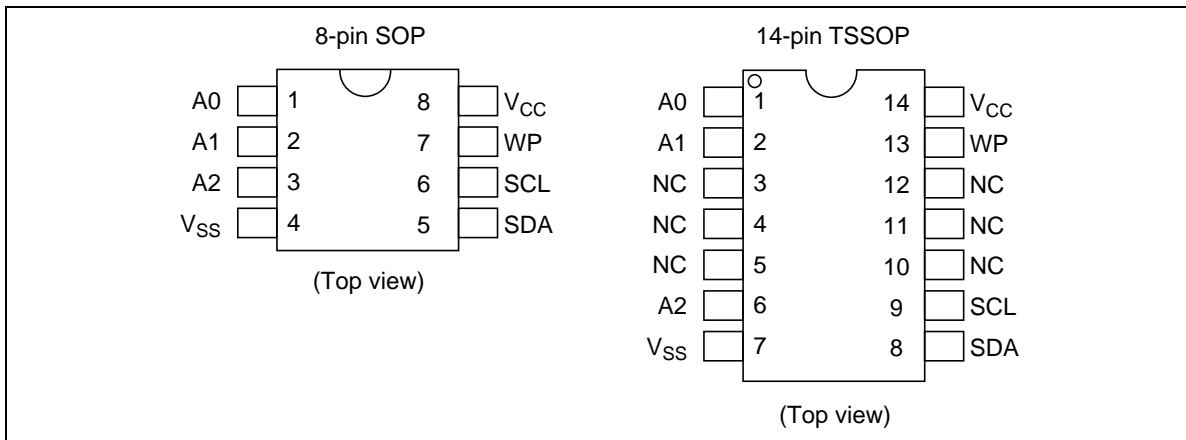 8-pin SOP
A0 1 8 VCC
A1 2 7 WP
A2 3 6 SCL
VSS 4 5 SDA
(Top view)
14-pin TSSOP
A0 1 14 VCC
A1 2 13 WP
NC 3 12 NC
NC 4 11 NC
NC 5 10 NC
A2 6 9 SCL
VSS 7 8 SDA
(Top view)